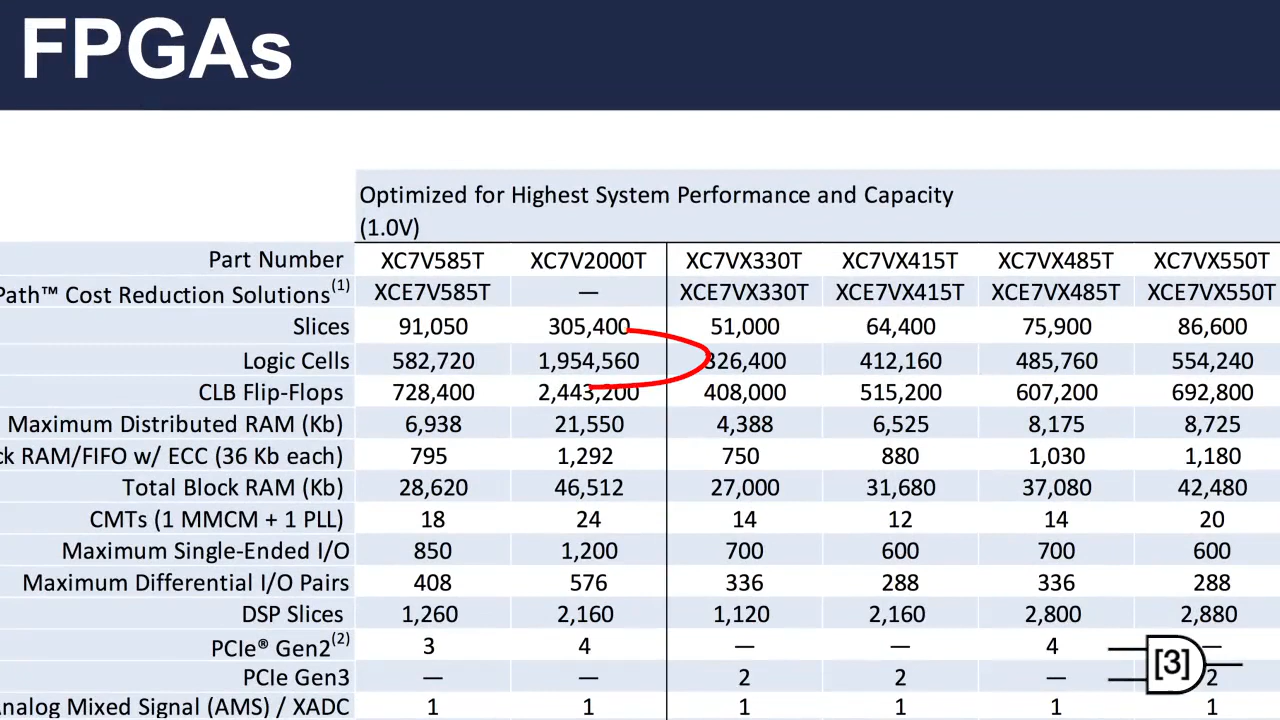 FPGAs
Optimized for Highest System Performance and Capacity
(1.0V)
Part Number XC7V585T XC7V2000T XC7VX330T XC7VX415T XC7VX485T XC7VX550T
Path™ Cost Reduction Solutions(1) XCE7V585T — XCE7VX330T XCE7VX415T XCE7VX485T XCE7VX550T
Slices 91,050 305,400 51,000 64,400 75,900 86,600
Logic Cells 582,720 1,954,560 326,400 412,160 485,760 554,240
CLB Flip-Flops 728,400 2,443,200 408,000 515,200 607,200 692,800
Maximum Distributed RAM (Kb) 6,938 21,550 4,388 6,525 8,175 8,725
ck RAM/FIFO w/ ECC (36 Kb each) 795 1,292 750 880 1,030 1,180
Total Block RAM (Kb) 28,620 46,512 27,000 31,680 37,080 42,480
CMTs (1 MMCM + 1 PLL) 18 24 14 12 14 20
Maximum Single-Ended I/O 850 1,200 700 600 700 600
Maximum Differential I/O Pairs 408 576 336 288 336 288
DSP Slices 1,260 2,160 1,120 2,160 2,800 2,880
PCIe® Gen2(2) 3 4 — — 4 —
PCIe Gen3 — — 2 2 — 2
[3]
Analog Mixed Signal (AMS) / XADC 1 1 1 1 1 1